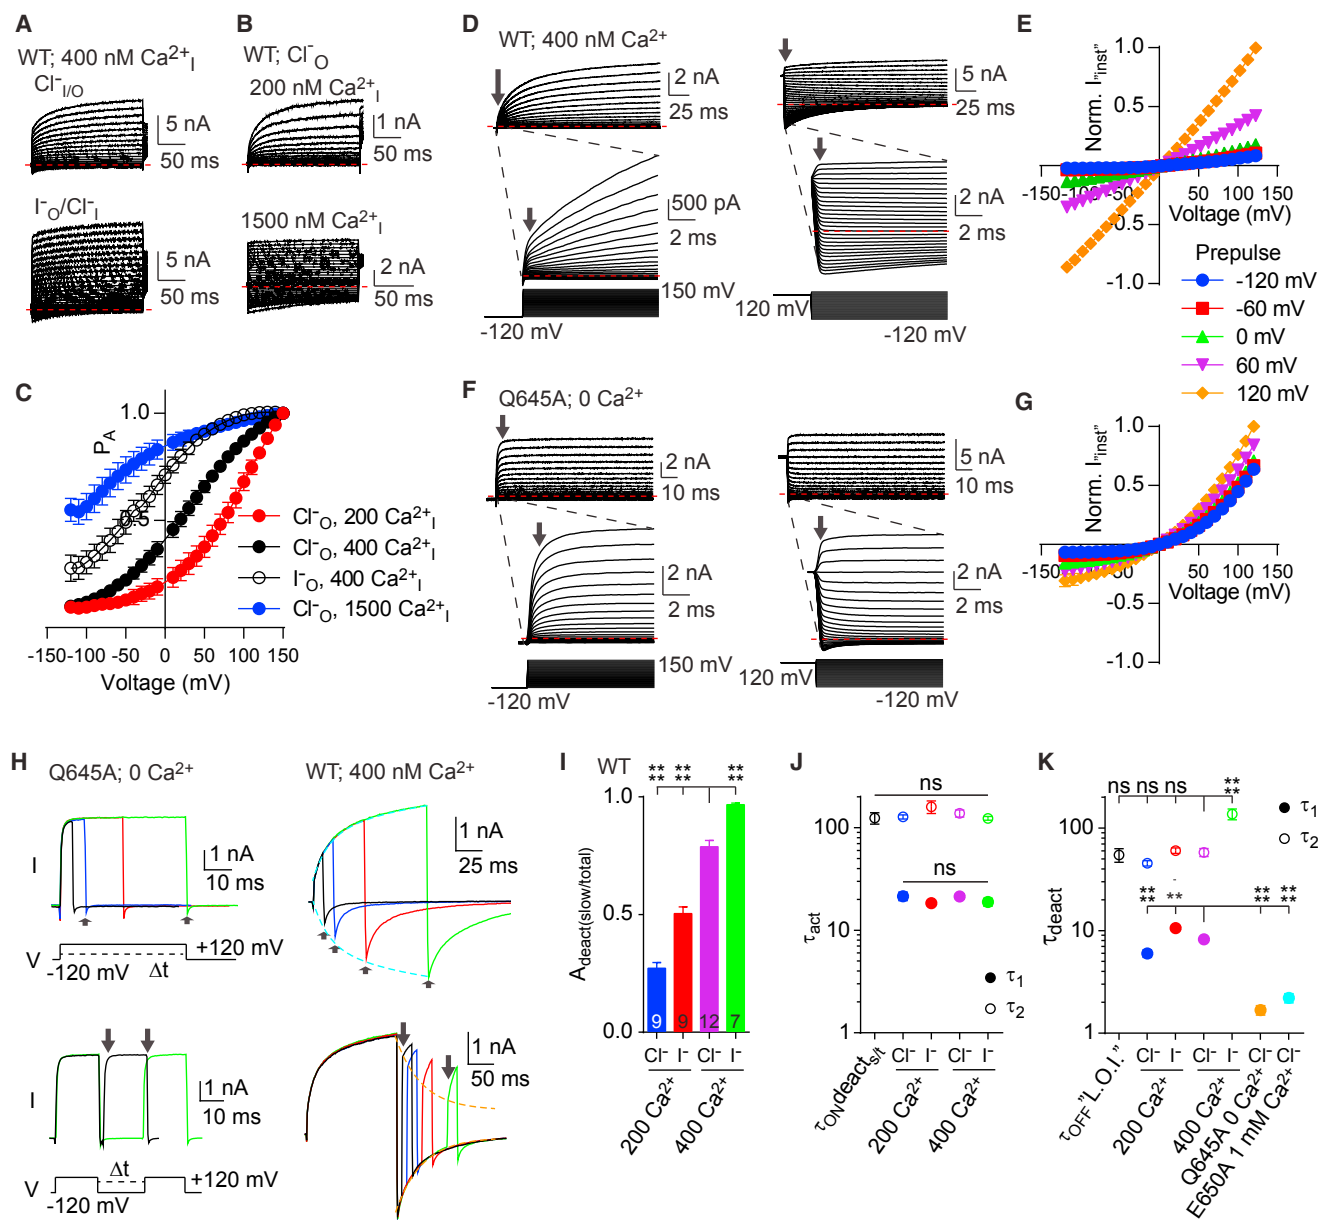 A
WT; 400 nM Ca2+I
Cl-I/O
5 nA
50 ms
I-O/Cl-I
5 nA
50 ms
B
WT; Cl-O
200 nM Ca2+I
1 nA
50 ms
1500 nM Ca2+I
2 nA
50 ms
C
1.0
PA
.5
-150
-100
-50
0
50
100
150
Voltage (mV)
Cl-O, 200 Ca2+I
Cl-O, 400 Ca2+I
I-O, 400 Ca2+I
Cl-O, 1500 Ca2+I
D
WT; 400 nM Ca2+
2 nA
25 ms
500 pA
2 ms
150 mV
-120 mV
5 nA
25 ms
2 nA
2 ms
120 mV
-120 mV
E
Norm. I"inst"
1.0
0.5
-150
-100
-50
50
100
150
Voltage (mV)
-0.5
-1.0
Prepulse
-120 mV
-60 mV
0 mV
60 mV
120 mV
F
Q645A; 0 Ca2+
2 nA
10 ms
2 nA
2 ms
150 mV
-120 mV
5 nA
10 ms
2 nA
2 ms
120 mV
-120 mV
G
Norm. I"inst"
1.0
0.5
-150
-100
-50
50
100
150
Voltage (mV)
-0.5
-1.0
H
Q645A; 0 Ca2+
I
1 nA
10 ms
V
+120 mV
-120 mV
Δt
WT; 400 nM Ca2+
1 nA
25 ms
I
1 nA
10 ms
V
Δt
+120 mV
-120 mV
1 nA
50 ms
I
WT
** ** **
** ** **
Adeact(slow/total)
1.0
0.5
0.0
9
9
12
7
Cl- I- Cl- I-
200 Ca2+
400 Ca2+
J
ns
ns
τact
100
10
1
τ1
τ2
τONdeacts/t
Cl- I- Cl- I-
200 Ca2+
400 Ca2+
K
ns ns ns
**
**
τ1
τ2
τdeact
100
10
1
** ** ** **
** ** **
τOFF"L.O.I."
Cl- I- Cl- I- Cl- Cl-
200 Ca2+
400 Ca2+
Q645A 0 Ca2+
E650A 1 mM Ca2+